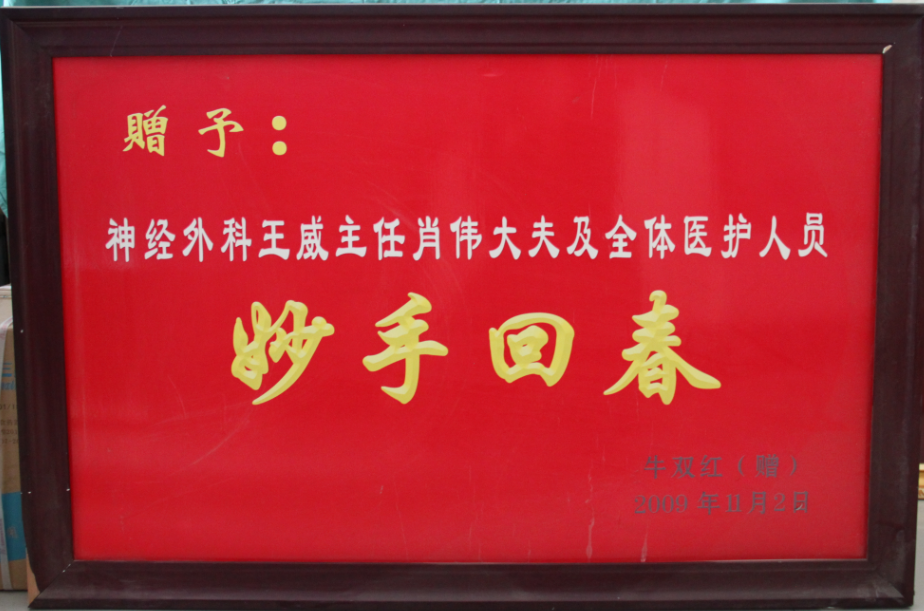 贈予：
神经外科王威主任肖伟大夫及全体医护人员
妙手回春
牛双红（赠）
2009年11月2日